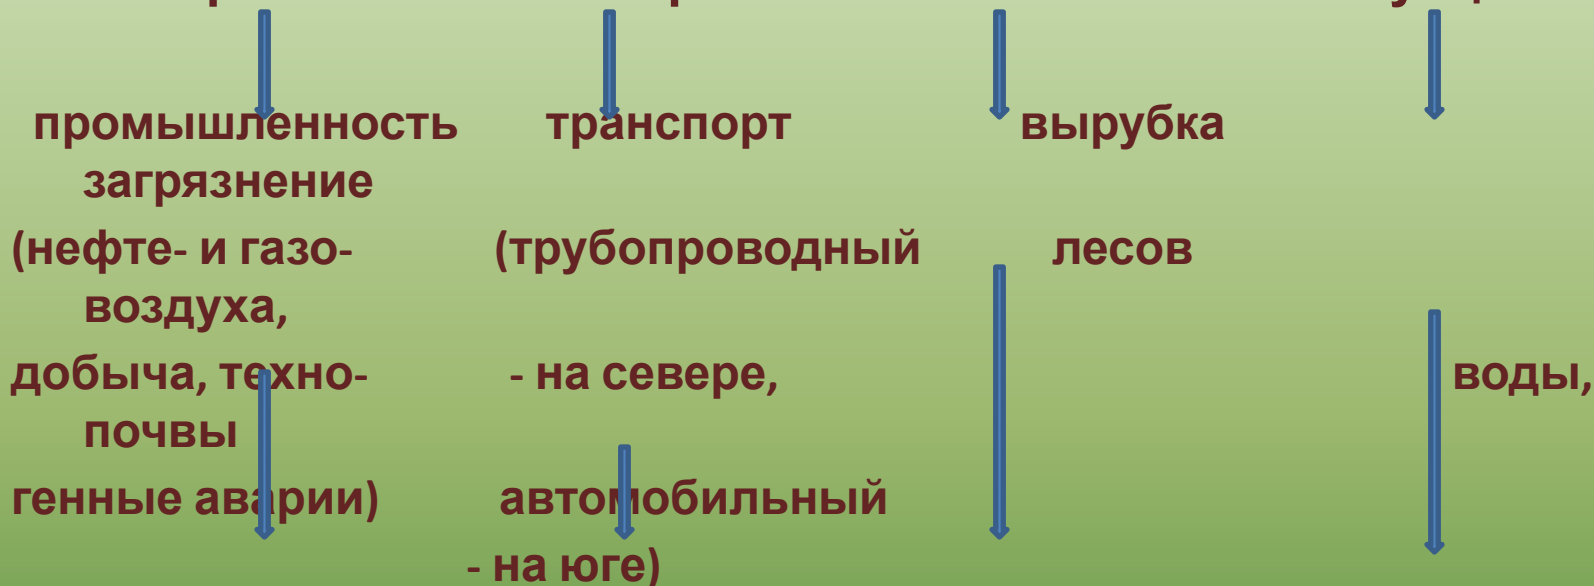 промышленность транспорт вырубка
загрязнение
(нефте- и газо- (трубопроводный лесов
воздуха,
добыча, техно- - на севере, воды,
почвы
генные аварии) автомобильный
- на юге)